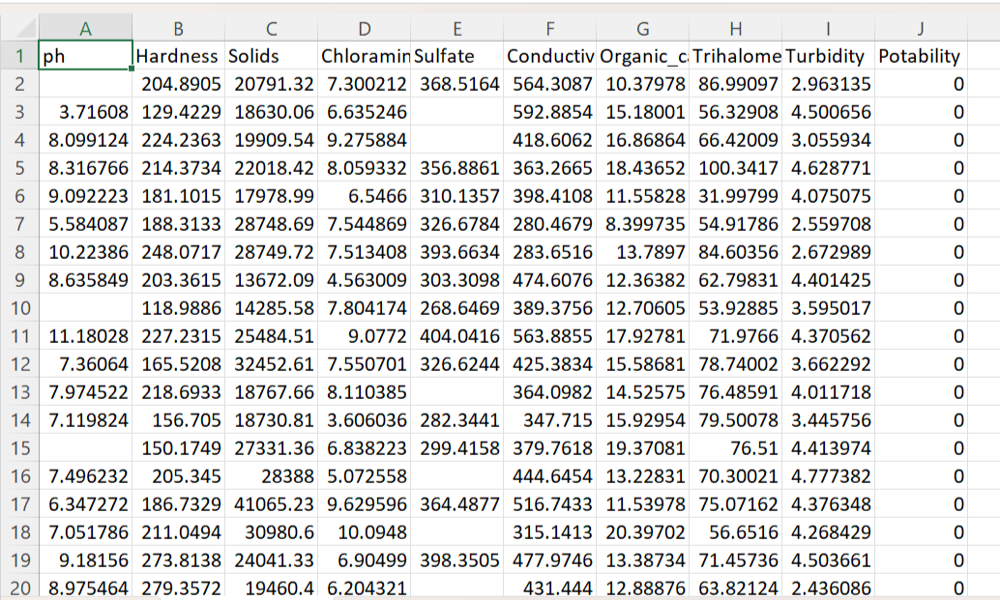 A B C D E F G H I J
1 ph Hardness Solids Chloramin Sulfate Conductiv Organic_c Trihalome Turbidity Potability
2 204.8905 20791.32 7.300212 368.5164 564.3087 10.37978 86.99097 2.963135 0
3 3.71608 129.4229 18630.06 6.635246 592.8854 15.18001 56.32908 4.500656 0
4 8.099124 224.2363 19909.54 9.275884 418.6062 16.86864 66.42009 3.055934 0
5 8.316766 214.3734 22018.42 8.059332 356.8861 363.2665 18.43652 100.3417 4.628771 0
6 9.092223 181.1015 17978.99 6.5466 310.1357 398.4108 11.55828 31.99799 4.075075 0
7 5.584087 188.3133 28748.69 7.544869 326.6784 280.4679 8.399735 54.91786 2.559708 0
8 10.22386 248.0717 28749.72 7.513408 393.6634 283.6516 13.7897 84.60356 2.672989 0
9 8.635849 203.3615 13672.09 4.563009 303.3098 474.6076 12.36382 62.79831 4.401425 0
10 118.9886 14285.58 7.804174 268.6469 389.3756 12.70605 53.92885 3.595017 0
11 11.18028 227.2315 25484.51 9.0772 404.0416 563.8855 17.92781 71.9766 4.370562 0
12 7.36064 165.5208 32452.61 7.550701 326.6244 425.3834 15.58681 78.74002 3.662292 0
13 7.974522 218.6933 18767.66 8.110385 364.0982 14.52575 76.48591 4.011718 0
14 7.119824 156.705 18730.81 3.606036 282.3441 347.715 15.92954 79.50078 3.445756 0
15 150.1749 27331.36 6.838223 299.4158 379.7618 19.37081 76.51 4.413974 0
16 7.496232 205.345 28388 5.072558 444.6454 13.22831 70.30021 4.777382 0
17 6.347272 186.7329 41065.23 9.629596 364.4877 516.7433 11.53978 75.07162 4.376348 0
18 7.051786 211.0494 30980.6 10.0948 315.1413 20.39702 56.6516 4.268429 0
19 9.18156 273.8138 24041.33 6.90499 398.3505 477.9746 13.38734 71.45736 4.503661 0
20 8.975464 279.3572 19460.4 6.204321 431.444 12.88876 63.82124 2.436086 0